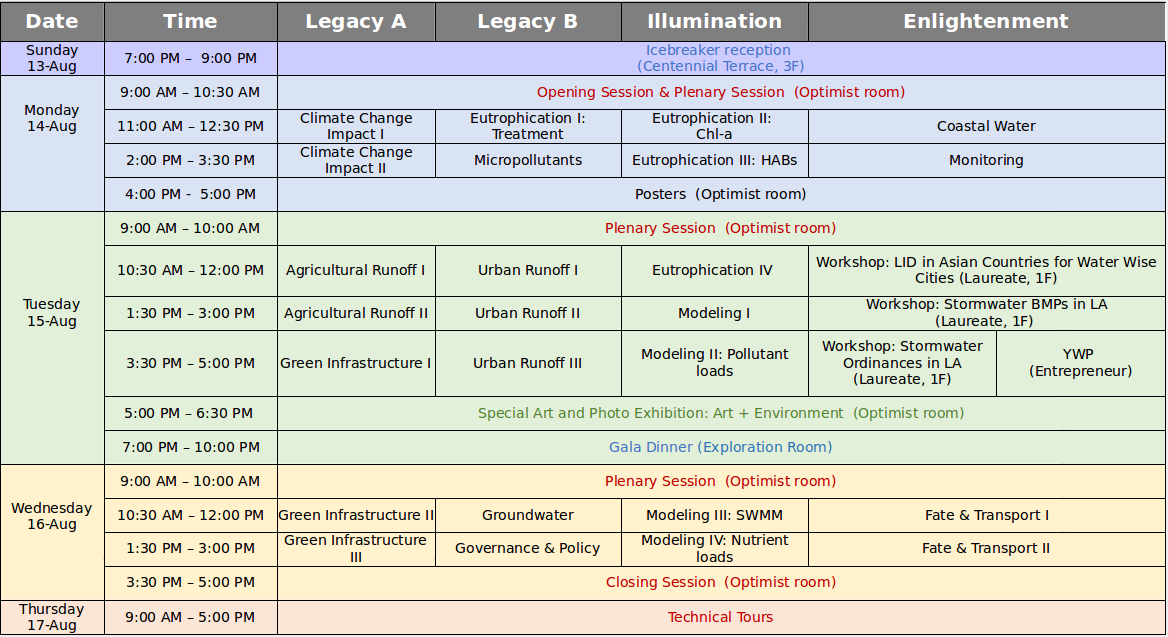 Date Time Legacy A Legacy B Illumination Enlightenment
Sunday
13-Aug
7:00 PM – 9:00 PM
Icebreaker reception
(Centennial Terrace, 3F)
Monday
14-Aug
9:00 AM – 10:30 AM
Opening Session & Plenary Session (Optimist room)
11:00 AM – 12:30 PM
Climate Change
Impact I
Eutrophication I:
Treatment
Eutrophication II:
Chl-a
Coastal Water
2:00 PM – 3:30 PM
Climate Change
Impact II
Micropollutants
Eutrophication III: HABs
Monitoring
4:00 PM - 5:00 PM
Posters (Optimist room)
Tuesday
15-Aug
9:00 AM – 10:00 AM
Plenary Session (Optimist room)
10:30 AM – 12:00 PM
Agricultural Runoff I
Urban Runoff I
Eutrophication IV
Workshop: LID in Asian Countries for Water Wise
Cities (Laureate, 1F)
1:30 PM – 3:00 PM
Agricultural Runoff II
Urban Runoff II
Modeling I
Workshop: Stormwater BMPs in LA
(Laureate, 1F)
3:30 PM – 5:00 PM
Green Infrastructure I
Urban Runoff III
Modeling II: Pollutant
loads
Workshop: Stormwater
Ordinances in LA
(Laureate, 1F)
YWP
(Entrepreneur)
5:00 PM – 6:30 PM
Special Art and Photo Exhibition: Art + Environment (Optimist room)
7:00 PM – 10:00 PM
Gala Dinner (Exploration Room)
Wednesday
16-Aug
9:00 AM – 10:00 AM
Plenary Session (Optimist room)
10:30 AM – 12:00 PM
Green Infrastructure II
Groundwater
Modeling III: SWMM
Fate & Transport I
1:30 PM – 3:00 PM
Green Infrastructure
III
Governance & Policy
Modeling IV: Nutrient
loads
Fate & Transport II
3:30 PM – 5:00 PM
Closing Session (Optimist room)
Thursday
17-Aug
9:00 AM – 5:00 PM
Technical Tours